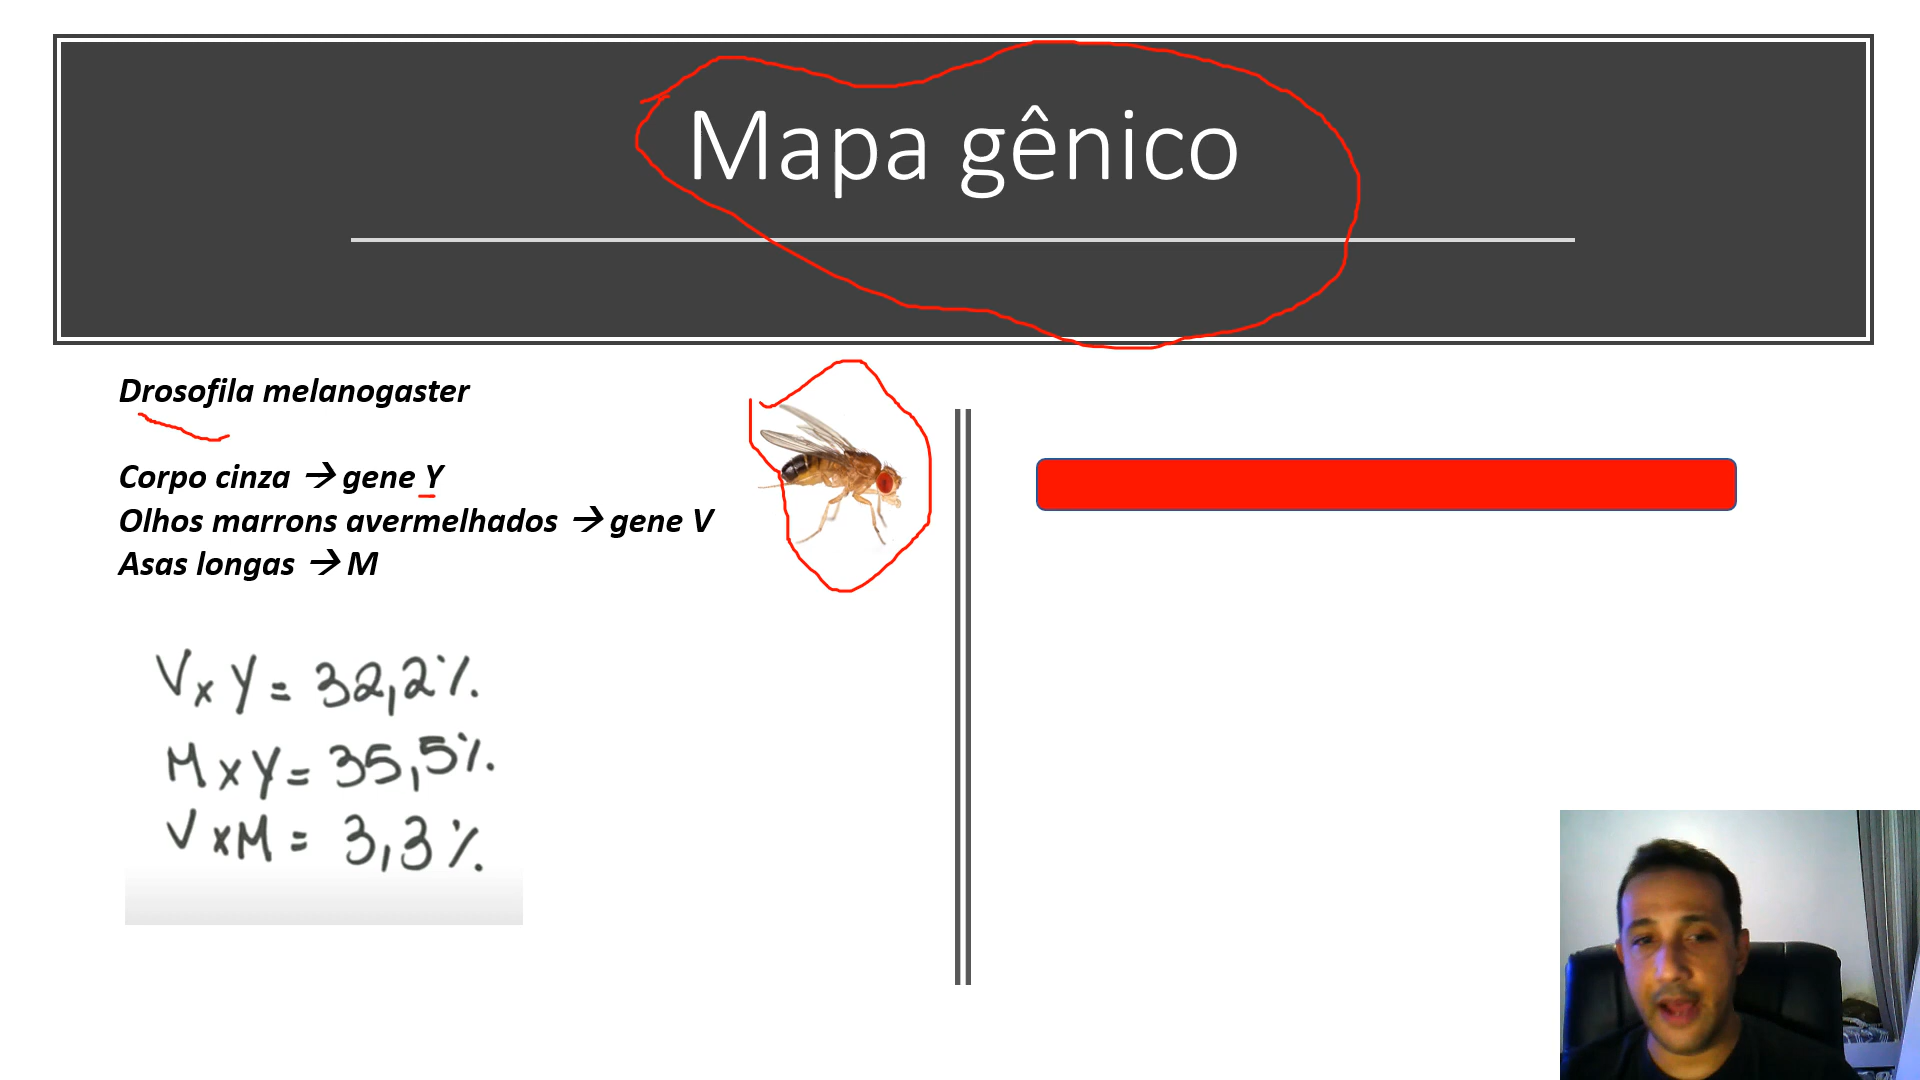 Mapa gênico
Drosofila melanogaster
Corpo cinza → gene Y
Olhos marrons avermelhados → gene V
Asas longas → M
V x Y = 32,2%.
M x Y = 35,5%.
V x M = 3,3%.